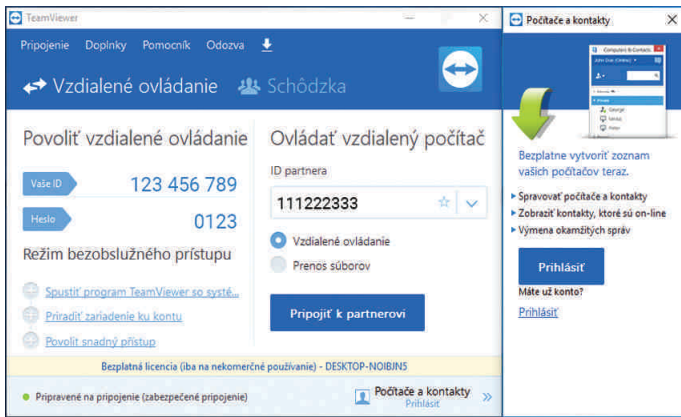 TeamViewer
Pripojenie Doplnky Pomocník Odozva
Vzdialené ovládanie Schôdzka
Povoliť vzdialené ovládanie
Vaše ID 123 456 789
Heslo 0123
Režim bezobslužného prístupu
Spustiť program TeamViewer so systé...
Priradiť zariadenie ku kontu
Povoliť snadný přístup
Ovládať vzdialený počítač
ID partnera
111222333
Vzdialené ovládanie
Prenos súborov
Pripojiť k partnerovi
Bezplatná licencia (iba na nekomerčné používanie) - DESKTOP-NOIBJN5
Pripravené na pripojenie (zabezpečené pripojenie)
Počítače a kontakty
Prihlásiť
Počítače a kontakty
Computers & Contacts
Bezplatne vytvoriť zoznam
vašich počítačov teraz.
Spravovať počítače a kontakty
Zobraziť kontakty, ktoré sú on-line
Výmena okamžitých správ
Prihlásiť
Máte už konto?
Prihlásiť